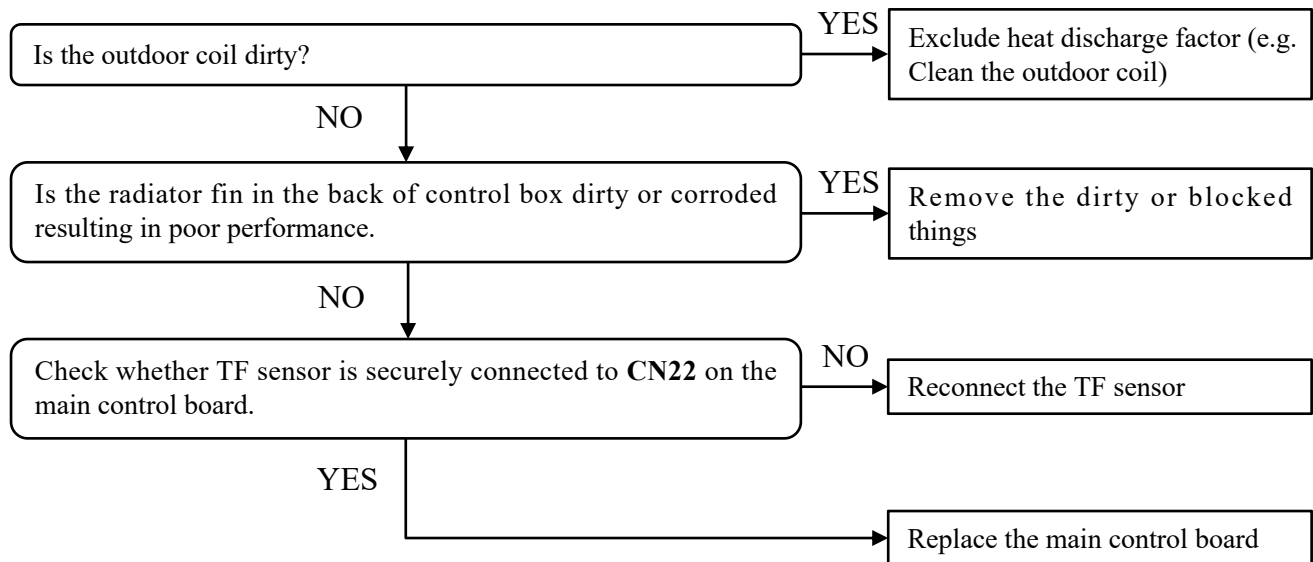 YES
Is the outdoor coil dirty?
Exclude heat discharge factor (e.g.
Clean the outdoor coil)
NO
Is the radiator fin in the back of control box dirty or corroded
resulting in poor performance.
YES
Remove the dirty or blocked
things
NO
Check whether TF sensor is securely connected to CN22 on the
main control board.
NO
Reconnect the TF sensor
YES
Replace the main control board